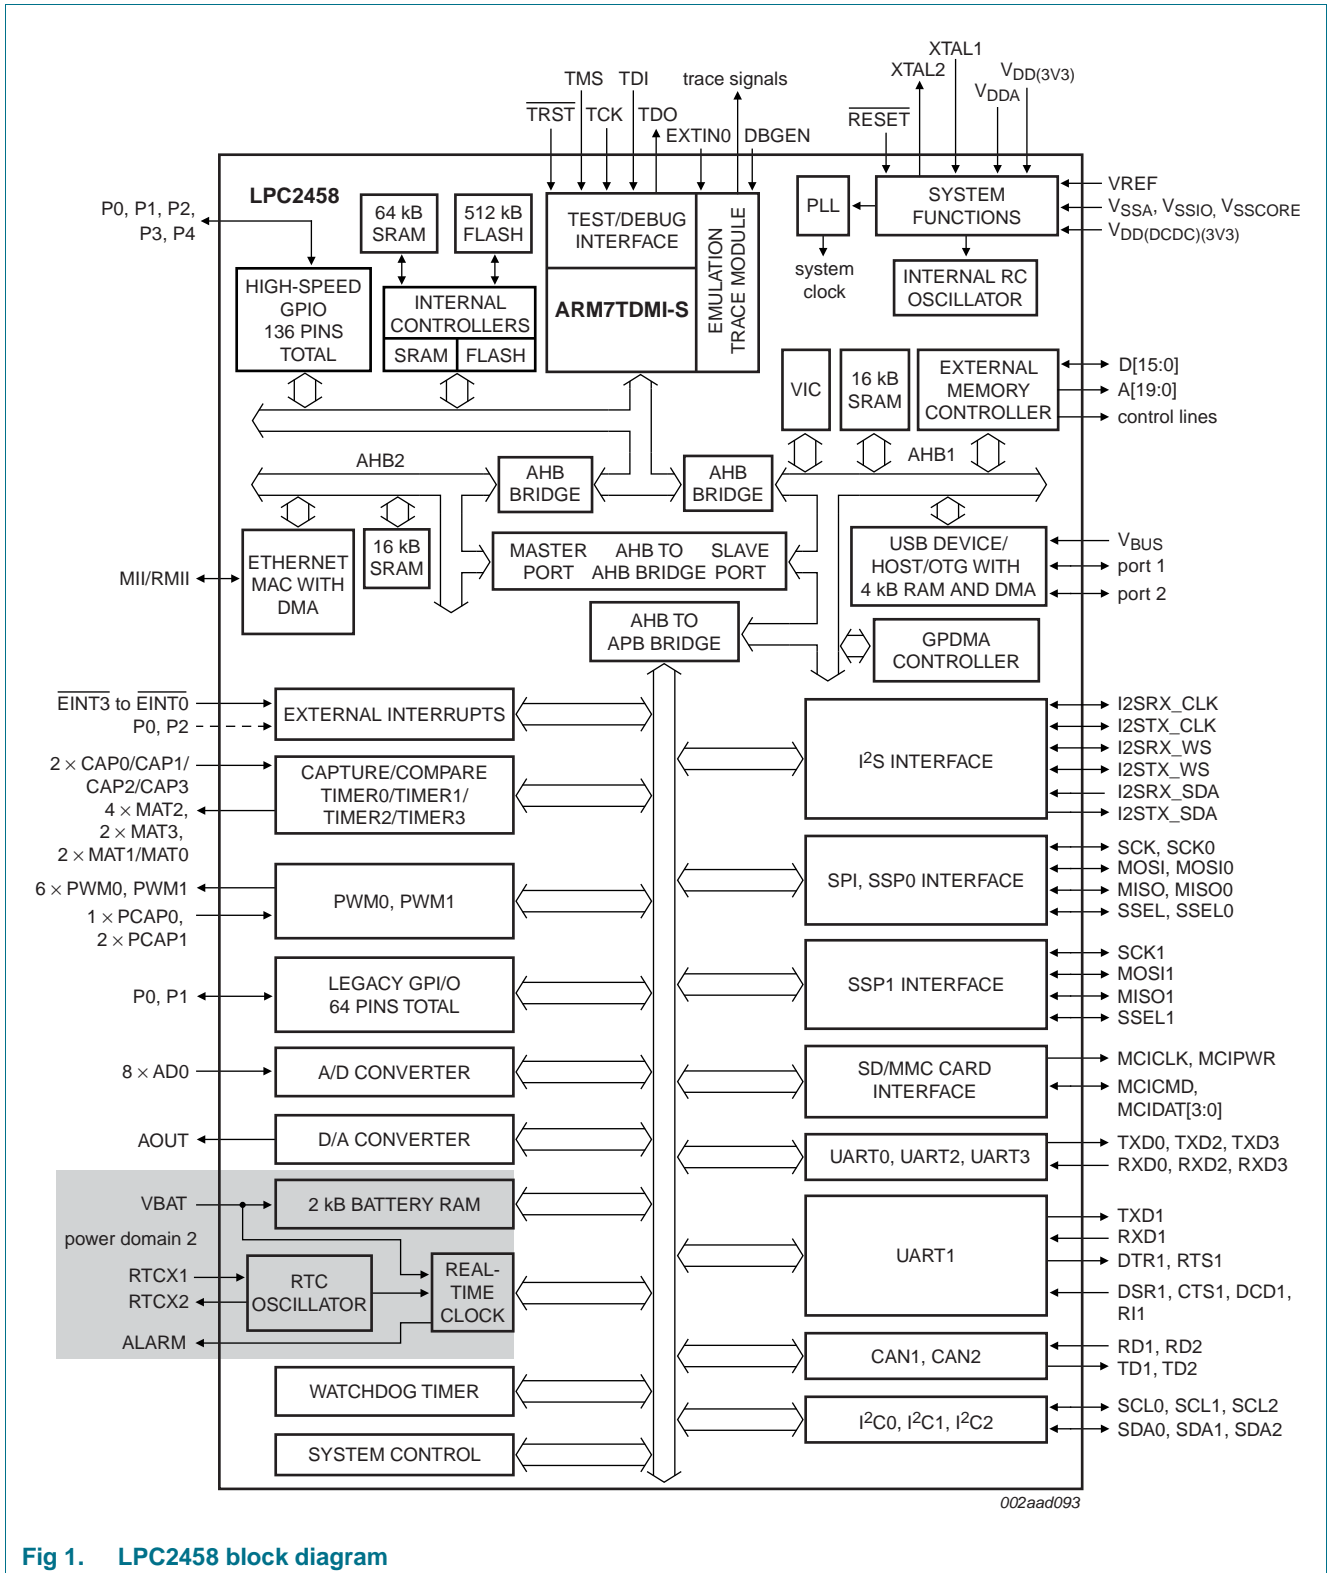 XTAL1
XTAL2
VDD(3V3)
VDDA
TMS TDI
trace signals
TRST TCK TDO
EXTIN0 DBGEN
RESET
LPC2458
P0, P1, P2,
P3, P4
64 kB
SRAM
512 kB
FLASH
TEST/DEBUG
INTERFACE
EMULATION
TRACE MODULE
PLL
SYSTEM
FUNCTIONS
VREF
VSSA, VSSIO, VSSCORE
VDD(DCDC)(3V3)
system
clock
INTERNAL RC
OSCILLATOR
HIGH-SPEED
GPIO
136 PINS
TOTAL
INTERNAL
CONTROLLERS
SRAM FLASH
ARM7TDMI-S
VIC
16 kB
SRAM
EXTERNAL
MEMORY
CONTROLLER
D[15:0]
A[19:0]
control lines
AHB2
AHB
BRIDGE
AHB
BRIDGE
AHB1
ETHERNET
MAC WITH
DMA
MII/RMII
16 kB
SRAM
MASTER
PORT
AHB TO
AHB BRIDGE
SLAVE
PORT
USB DEVICE/
HOST/OTG WITH
4 kB RAM AND DMA
VBUS
port 1
port 2
AHB TO
APB BRIDGE
GPDMA
CONTROLLER
EINT3 to EINT0
P0, P2
EXTERNAL INTERRUPTS
I2S INTERFACE
I2SRX_CLK
I2STX_CLK
I2SRX_WS
I2STX_WS
I2SRX_SDA
I2STX_SDA
2 × CAP0/CAP1/
CAP2/CAP3
4 × MAT2,
2 × MAT3,
2 × MAT1/MAT0
CAPTURE/COMPARE
TIMER0/TIMER1/
TIMER2/TIMER3
SPI, SSP0 INTERFACE
SCK, SCK0
MOSI, MOSI0
MISO, MISO0
SSEL, SSEL0
6 × PWM0, PWM1
1 × PCAP0,
2 × PCAP1
PWM0, PWM1
SSP1 INTERFACE
SCK1
MOSI1
MISO1
SSEL1
P0, P1
LEGACY GPI/O
64 PINS TOTAL
8 × AD0
A/D CONVERTER
SD/MMC CARD
INTERFACE
MCICLK, MCIPWR
MCICMD,
MCIDAT[3:0]
AOUT
D/A CONVERTER
UART0, UART2, UART3
TXD0, TXD2, TXD3
RXD0, RXD2, RXD3
VBAT
2 kB BATTERY RAM
power domain 2
UART1
TXD1
RXD1
DTR1, RTS1
DSR1, CTS1, DCD1,
RI1
RTCX1
RTCX2
RTC
OSCILLATOR
REAL-
TIME
CLOCK
ALARM
CAN1, CAN2
RD1, RD2
TD1, TD2
WATCHDOG TIMER
I2C0, I2C1, I2C2
SCL0, SCL1, SCL2
SDA0, SDA1, SDA2
SYSTEM CONTROL
002aad093
Fig 1. LPC2458 block diagram